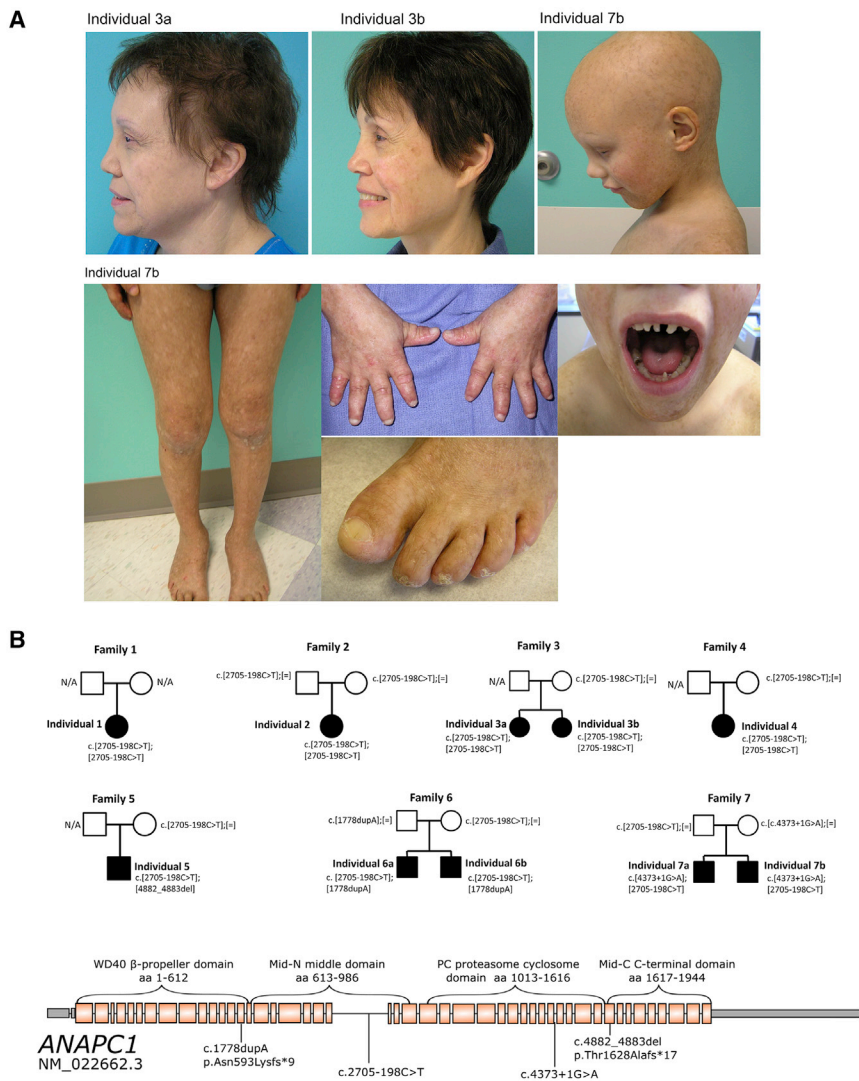 A
Individual 3a
Individual 3b
Individual 7b
Individual 7b
B
Family 1
N/A
N/A
Individual 1
c.[2705-198C>T];
[2705-198C>T]
Family 2
c.[2705-198C>T];[=]
c.[2705-198C>T];[=]
Individual 2
c.[2705-198C>T];
[2705-198C>T]
Family 3
N/A
c.[2705-198C>T];[=]
Individual 3a
c.[2705-198C>T];
[2705-198C>T]
Individual 3b
c.[2705-198C>T];
[2705-198C>T]
Family 4
N/A
c.[2705-198C>T];[=]
Individual 4
c.[2705-198C>T];
[2705-198C>T]
Family 5
N/A
c.[2705-198C>T];[=]
Individual 5
c.[2705-198C>T];
[4882_4883del]
Family 6
c.[1778dupA];[=]
c.[2705-198C>T];[=]
Individual 6a
c. [2705-198C>T];
[1778dupA]
Individual 6b
c.[2705-198C>T];
[1778dupA]
Family 7
c.[2705-198C>T];[=]
c.[c.4373+1G>A];[=]
Individual 7a
c.[4373+1G>A];
[2705-198C>T]
Individual 7b
c.[4373+1G>A];
[2705-198C>T]
WD40 β-propeller domain
aa 1-612
Mid-N middle domain
aa 613-986
PC proteasome cyclosome
domain aa 1013-1616
Mid-C C-terminal domain
aa 1617-1944
ANAPC1
NM_022662.3
c.1778dupA
p.Asn593Lysfs*9
c.2705-198C>T
c.4373+1G>A
c.4882_4883del
p.Thr1628Alafs*17